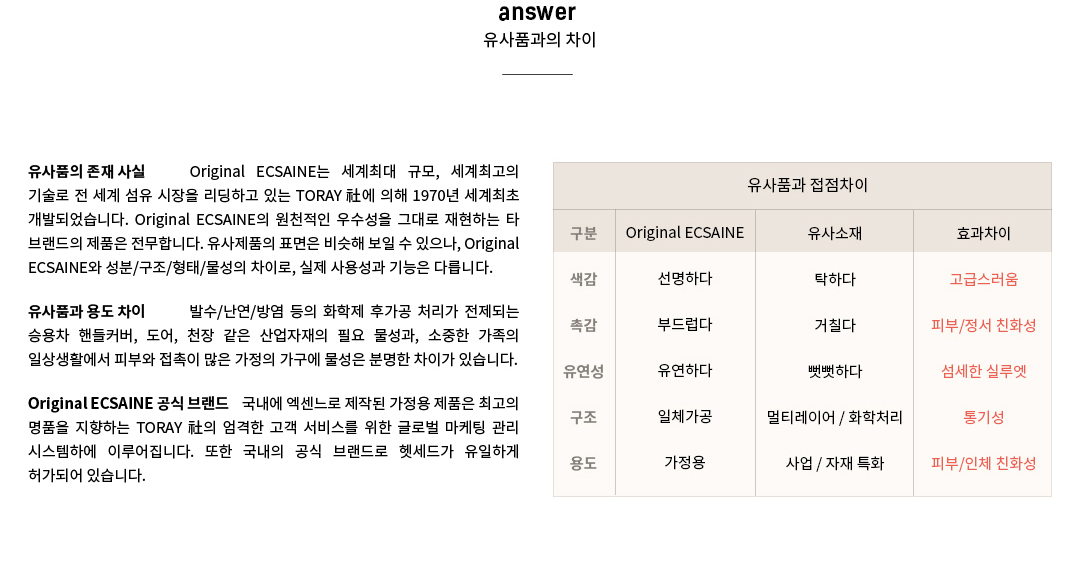 answer
유사품과의 차이
유사품의 존재 사실 Original ECSAINE는 세계최대 규모, 세계최고의
기술로 전 세계 섬유 시장을 리딩하고 있는 TORAY 社에 의해 1970년 세계최초
개발되었습니다. Original ECSAINE의 원천적인 우수성을 그대로 재현하는 타
브랜드의 제품은 전무합니다. 유사제품의 표면은 비슷해 보일 수 있으나, Original
ECSAINE와 성분/구조/형태/물성의 차이로, 실제 사용성과 기능은 다릅니다.
유사품과 용도 차이 발수/난연/방염 등의 화학제 후가공 처리가 전제되는
승용차 핸들커버, 도어, 천장 같은 산업자재의 필요 물성과, 소중한 가족의
일상생활에서 피부와 접촉이 많은 가정의 가구에 물성은 분명한 차이가 있습니다.
Original ECSAINE 공식 브랜드 국내에 엑센느로 제작된 가정용 제품은 최고의
명품을 지향하는 TORAY 社의 엄격한 고객 서비스를 위한 글로벌 마케팅 관리
시스템하에 이루어집니다. 또한 국내의 공식 브랜드로 헷세드가 유일하게
허가되어 있습니다.
유사품과 접점차이
구분 Original ECSAINE 유사소재 효과차이
색감 선명하다 탁하다 고급스러움
촉감 부드럽다 거칠다 피부/정서 친화성
유연성 유연하다 뻣뻣하다 섬세한 실루엣
구조 일체가공 멀티레이어 / 화학처리 통기성
용도 가정용 사업 / 자재 특화 피부/인체 친화성